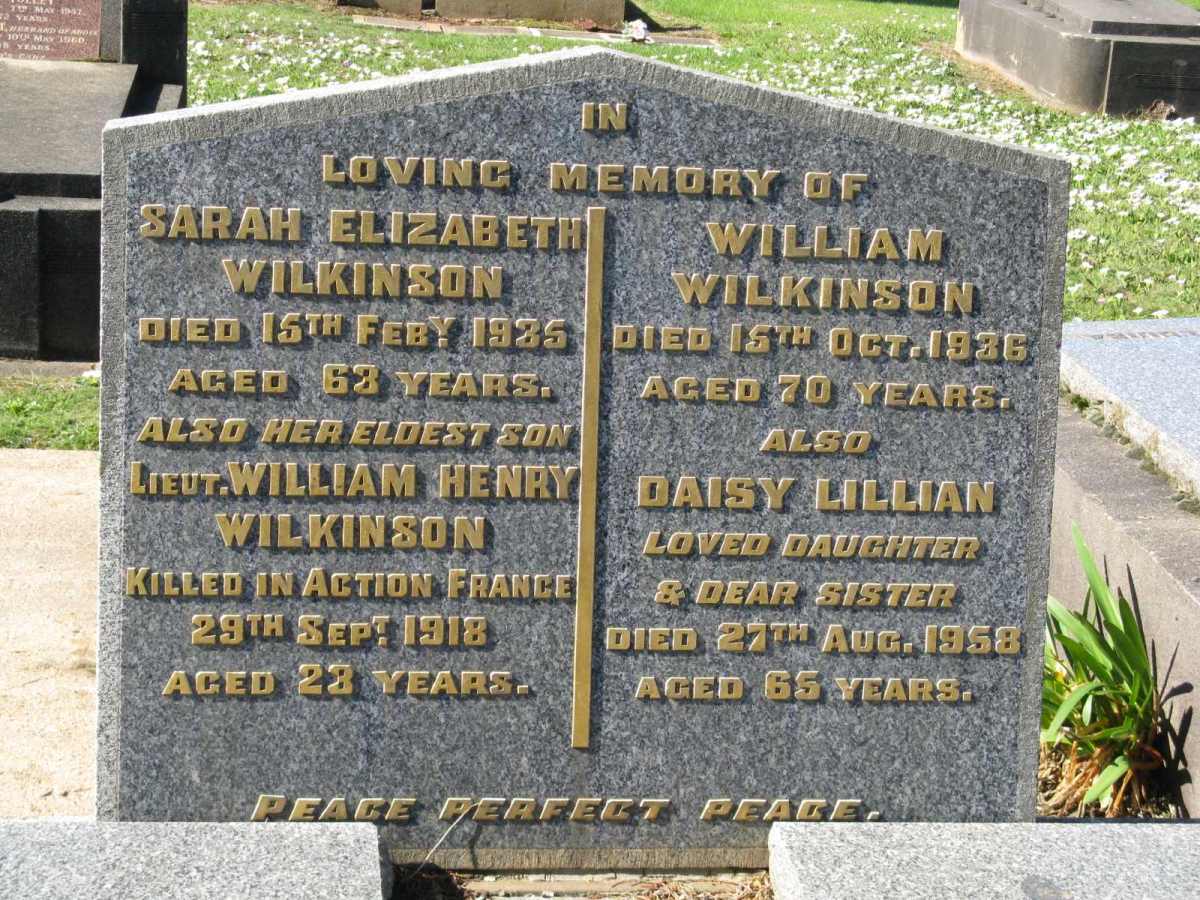 7th May 1947.
IN
LOVING MEMORY OF
SARAH ELIZABETH
WILKINSON
DIED 15TH FEBY. 1935
AGED 63 YEARS.
ALSO HER ELDEST SON
LIEUT. WILLIAM HENRY
WILKINSON
KILLED IN ACTION FRANCE
29TH SEPT. 1918
AGED 23 YEARS.
WILLIAM
WILKINSON
DIED 15TH OCT. 1936
AGED 70 YEARS.
ALSO
DAISY LILLIAN
LOVED DAUGHTER
& DEAR SISTER
DIED 27TH AUG. 1958
AGED 65 YEARS.
PEACE PERFECT PEACE.